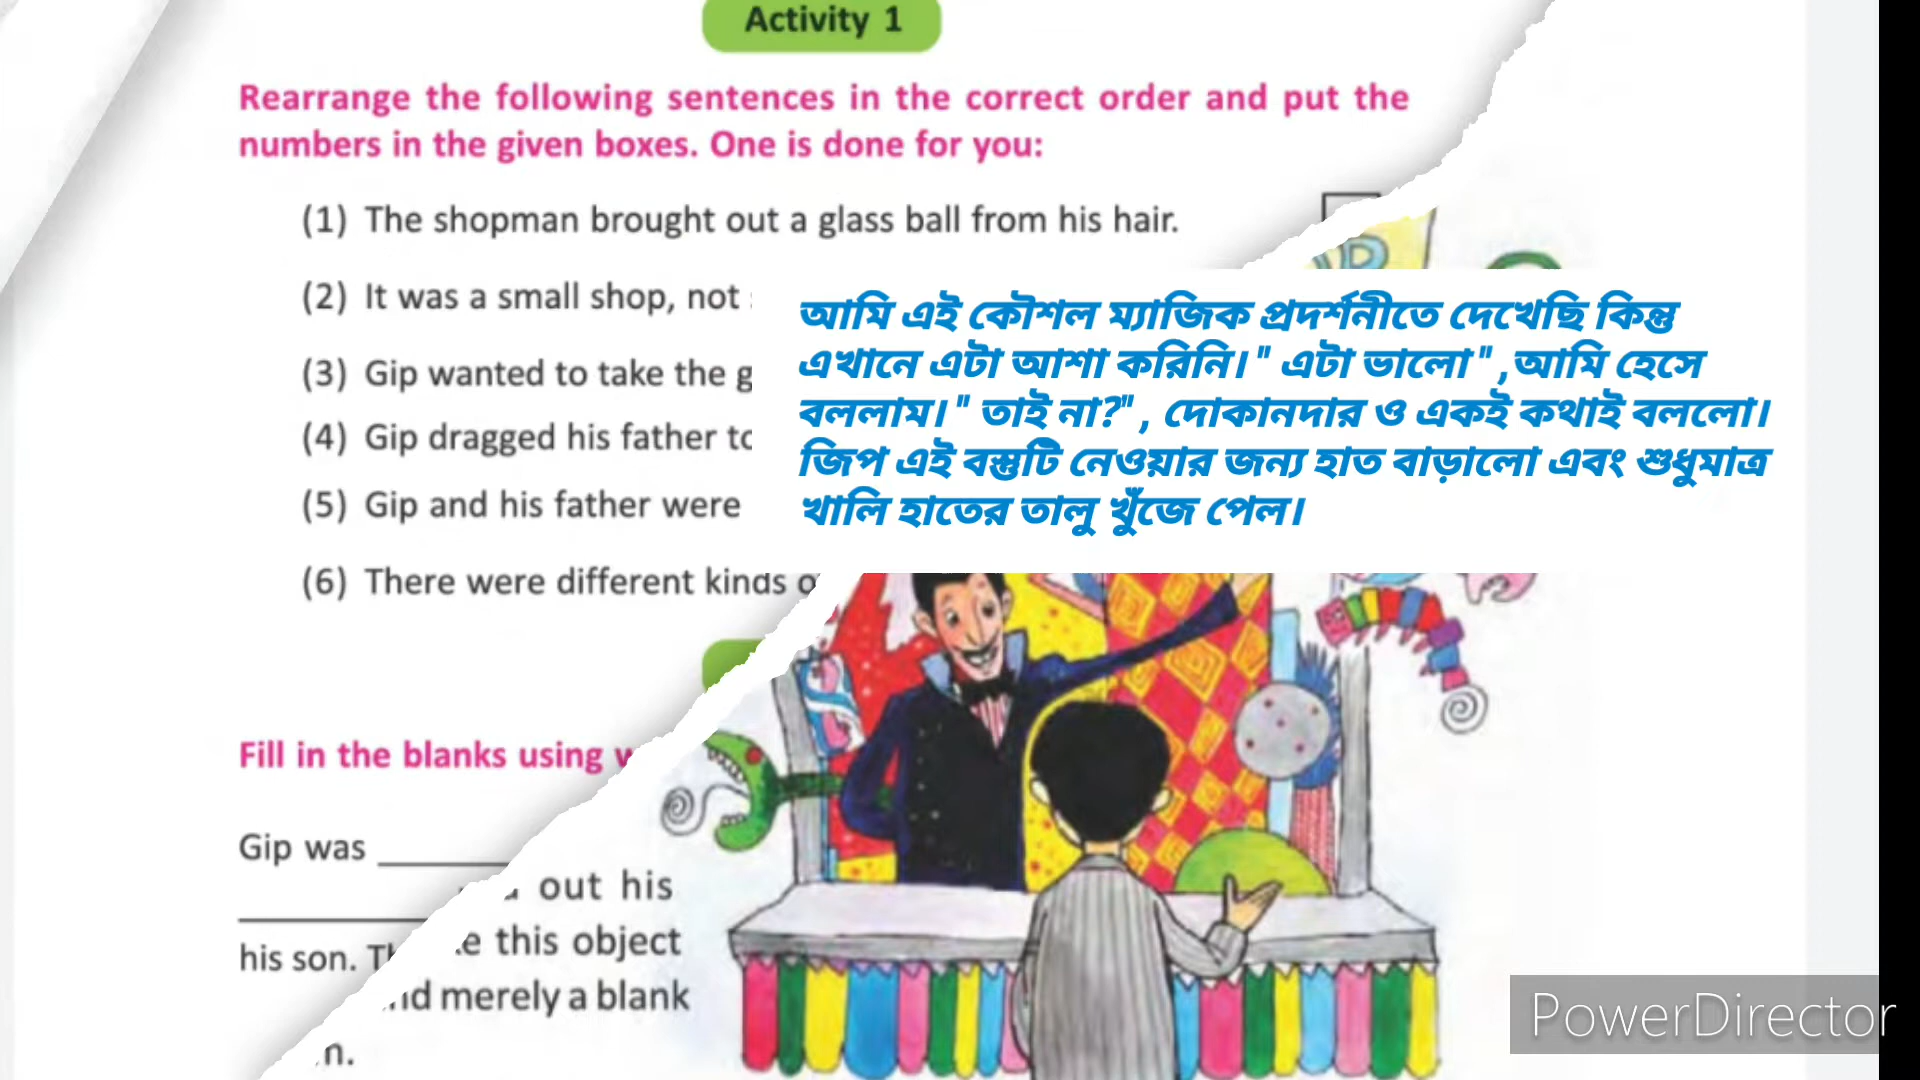 Activity 1
Rearrange the following sentences in the correct order and put the
numbers in the given boxes. One is done for you:
(1) The shopman brought out a glass ball from his hair.
(2) It was a small shop, not
(3) Gip wanted to take the g
(4) Gip dragged his father to
(5) Gip and his father were
(6) There were different kinds o
আমি এই কৌশল ম্যাজিক প্রদর্শনীতে দেখেছি কিন্তু
এখানে এটা আশা করিনি। " এটা ভালো " ,আমি হেসে
বললাম। " তাই না?" , দোকানদার ও একই কথাই বললো।
জিপ এই বস্তুটি নেওয়ার জন্য হাত বাড়ালো এবং শুধুমাত্র
খালি হাতের তালু খুঁজে পেল।
Fill in the blanks using w
Gip was
out his
this object
his son.
merely a blank
PowerDirector